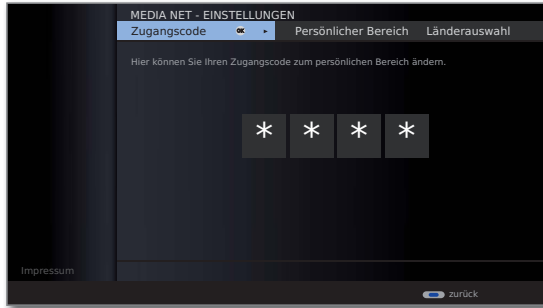 MEDIA NET - EINSTELLUNGEN
Zugangscode OK Persönlicher Bereich Länderauswahl
Hier können Sie Ihren Zugangscode zum persönlichen Bereich ändern.
* * * *
Impressum
zurück